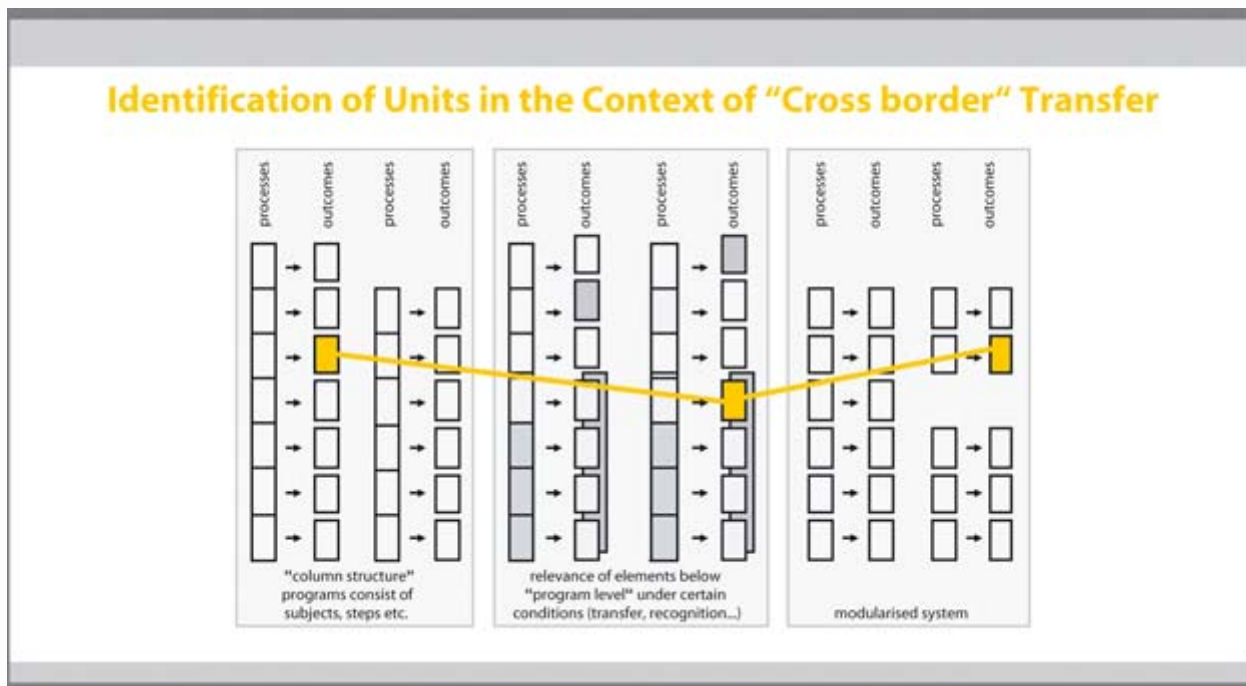 Identification of Units in the Context of “Cross border“ Transfer
processes
outcomes
processes
outcomes
"column structure"
programs consist of
subjects, steps etc.
processes
outcomes
processes
outcomes
relevance of elements below
"program level" under certain
conditions (transfer, recognition...)
processes
outcomes
processes
outcomes
modularised system